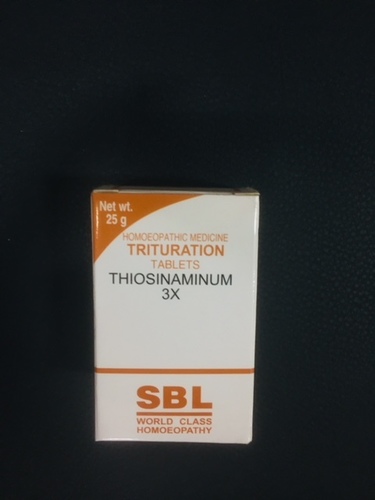 Net wt.
25 g
HOMOEOPATHIC MEDICINE
TRITURATION
TABLETS
THIOSINAMINUM
3X
SBL
WORLD CLASS
HOMOEOPATHY